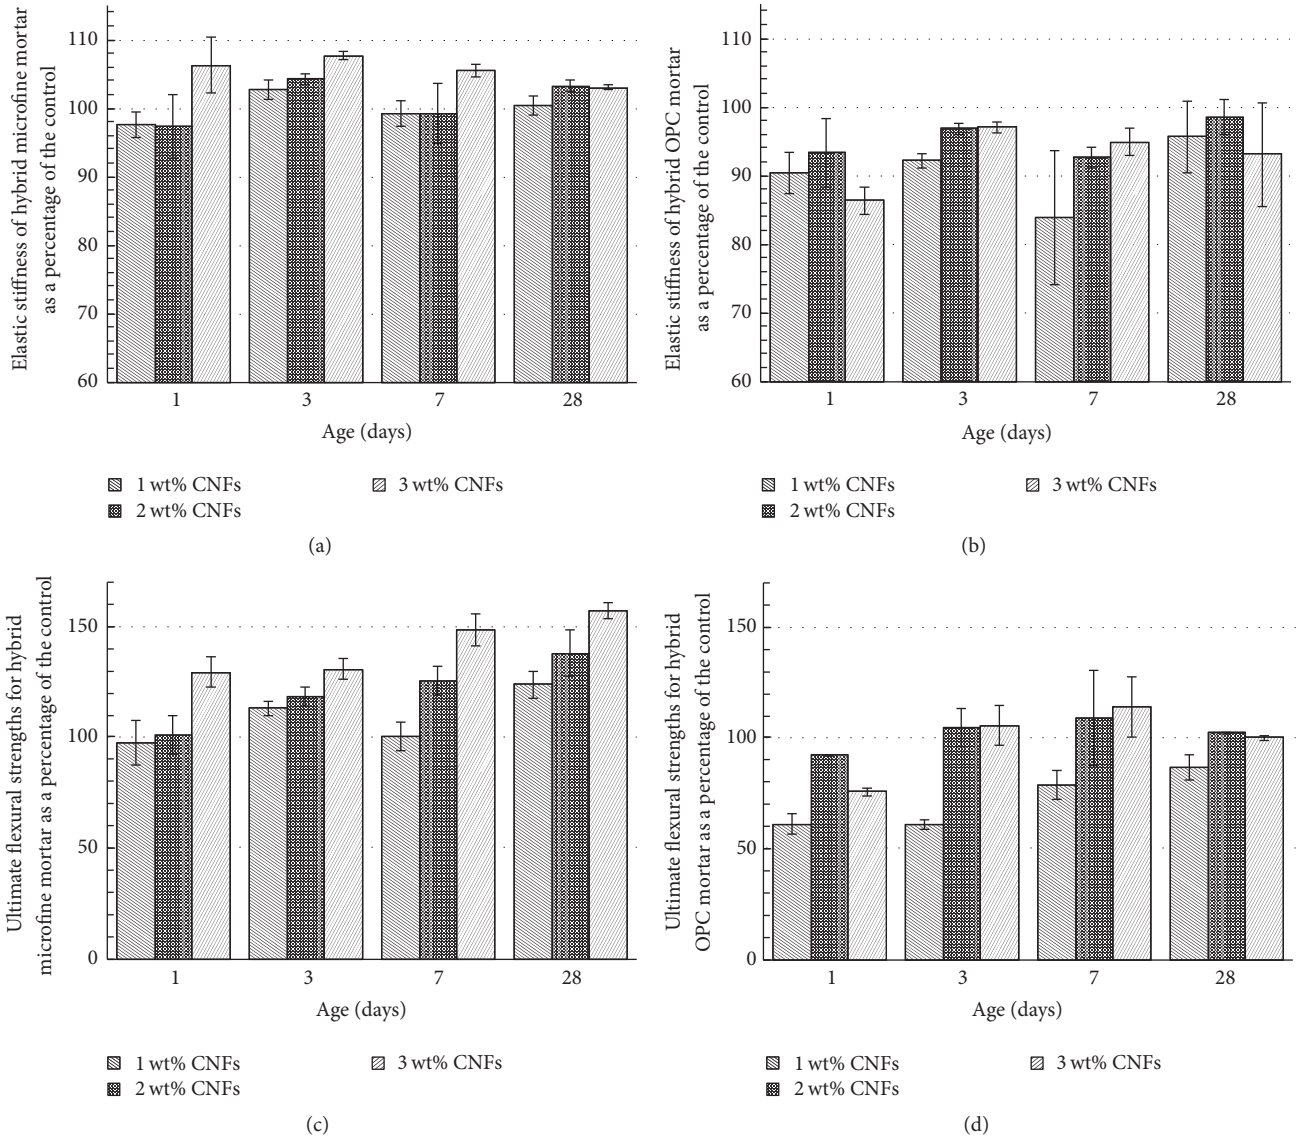 Elastic stiffness of hybrid microfine mortar
as a percentage of the control
110
100
90
80
70
60
1 3 7 28
Age (days)
1 wt% CNFs
2 wt% CNFs
3 wt% CNFs
(a)
Elastic stiffness of hybrid OPC mortar
as a percentage of the control
110
100
90
80
70
60
1 3 7 28
Age (days)
1 wt% CNFs
2 wt% CNFs
3 wt% CNFs
(b)
Ultimate flexural strengths for hybrid
microfine mortar as a percentage of the control
150
100
50
0
1 3 7 28
Age (days)
1 wt% CNFs
2 wt% CNFs
3 wt% CNFs
(c)
Ultimate flexural strengths for hybrid
OPC mortar as a percentage of the control
150
100
50
0
1 3 7 28
Age (days)
1 wt% CNFs
2 wt% CNFs
3 wt% CNFs
(d)